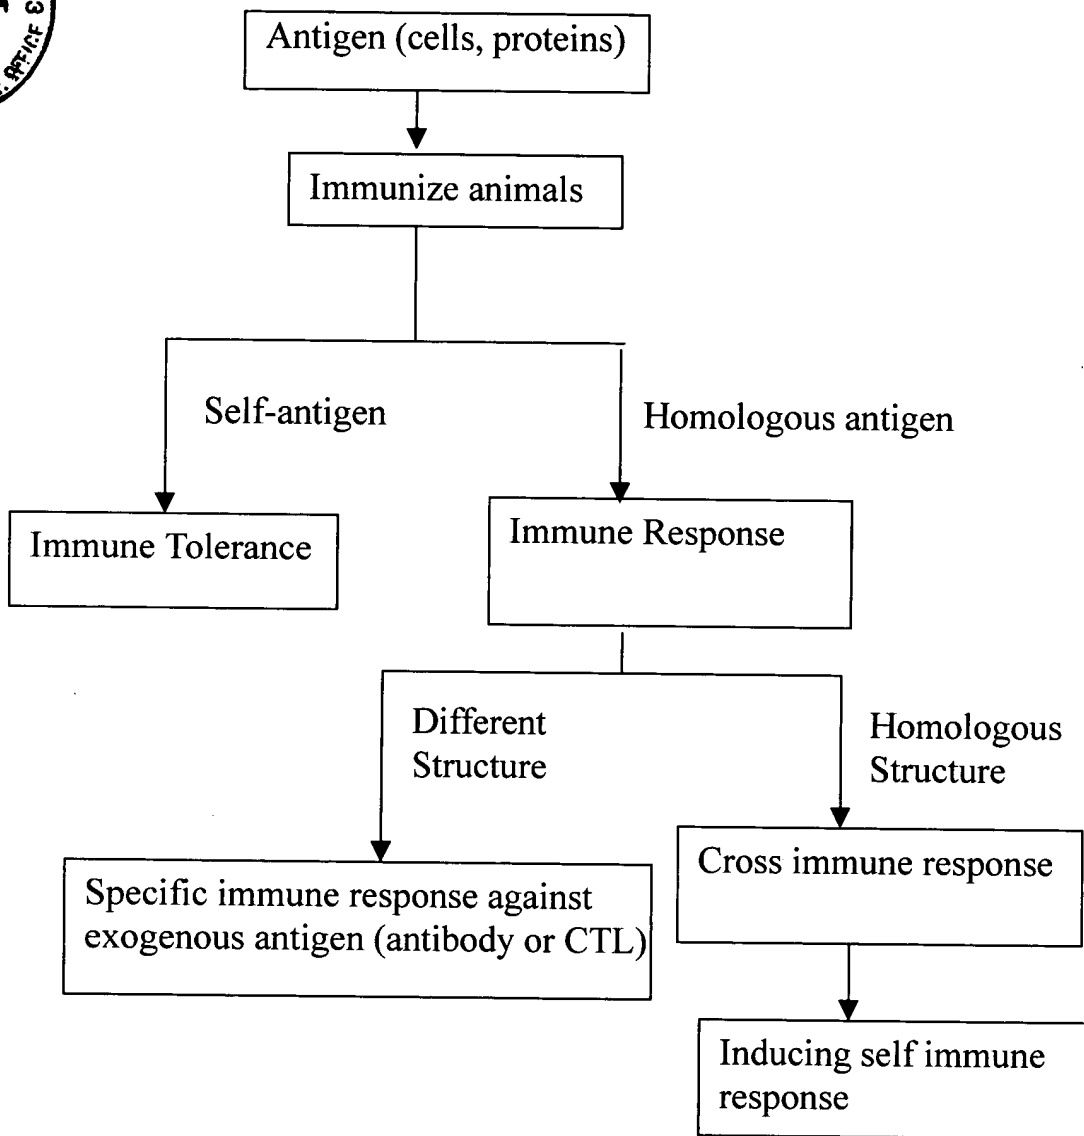 OFFICE
Antigen (cells, proteins)
Immunize animals
Self-antigen
Homologous antigen
Immune Tolerance
Immune Response
Different
Structure
Homologous
Structure
Specific immune response against
exogenous antigen (antibody or CTL)
Cross immune response
Inducing self immune
response